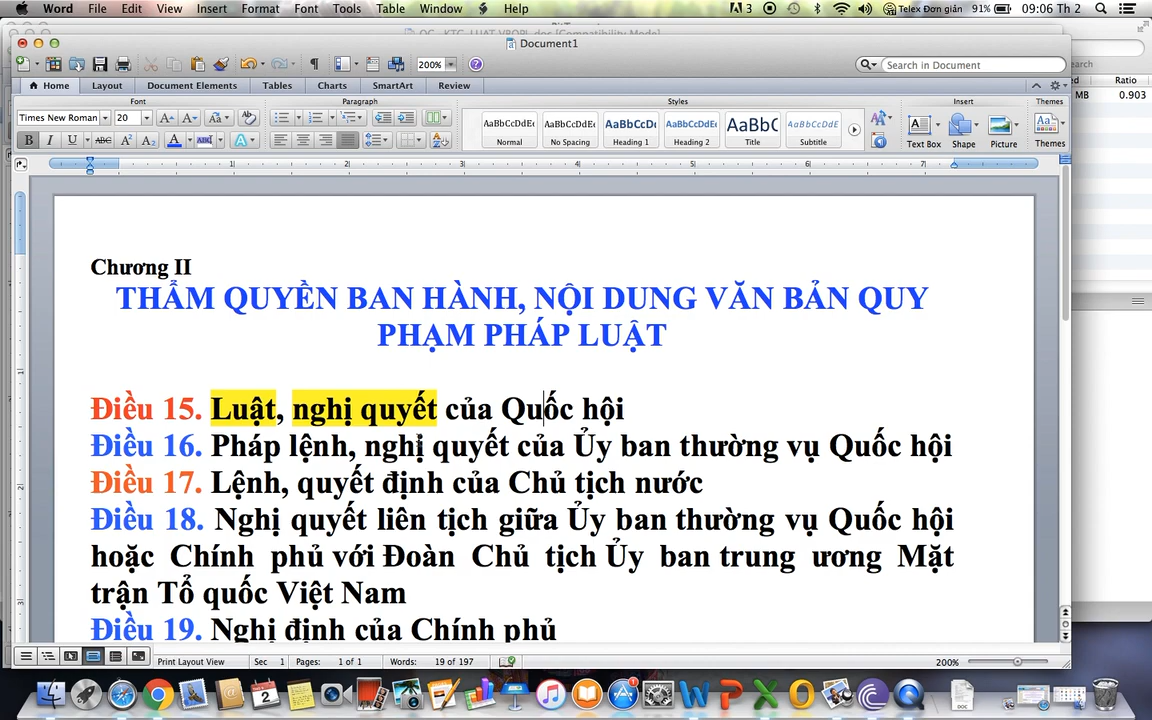 Word File Edit View Insert Format Font Tools Table Window Help
3 Telex Đơn giản 91% 09:06 Th 2
Document1
200%
Search in Document
Ratio
MB 0.903
Home Layout Document Elements Tables Charts SmartArt Review
Font Paragraph Styles Insert Themes
Times New Roman 20
AaBbCcDdE AaBbCcDdE AaBbCcD AaBbCcDdE AaBbC AaBbCcDdE
Normal No Spacing Heading 1 Heading 2 Title Subtitle
Text Box Shape Picture Themes
Chương II
THẨM QUYỀN BAN HÀNH, NỘI DUNG VĂN BẢN QUY
PHẠM PHÁP LUẬT
Điều 15. Luật, nghị quyết của Quốc hội
Điều 16. Pháp lệnh, nghị quyết của Ủy ban thường vụ Quốc hội
Điều 17. Lệnh, quyết định của Chủ tịch nước
Điều 18. Nghị quyết liên tịch giữa Ủy ban thường vụ Quốc hội
hoặc Chính phủ với Đoàn Chủ tịch Ủy ban trung ương Mặt
trận Tổ quốc Việt Nam
Điều 19. Nghị định của Chính phủ
Print Layout View Sec 1 Pages: 1 of 1 Words: 19 of 197 200%